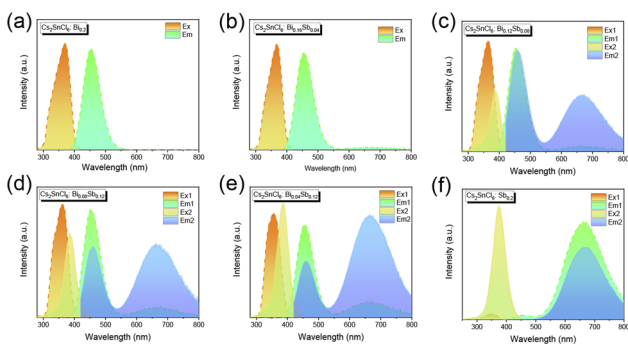 (a)
Cs2SnCl6: Bi0.2
Ex
Em
Intensity (a.u.)
300 400 500 600 700 800
Wavelength (nm)
(b)
Cs2SnCl6: Bi0.16Sb0.04
Ex
Em
Intensity (a.u.)
300 400 500 600 700 800
Wavelength (nm)
(c)
Cs2SnCl6: Bi0.12Sb0.08
Ex1
Em1
Ex2
Em2
Intensity (a.u.)
300 400 500 600 700 800
Wavelength (nm)
(d)
Cs2SnCl6: Bi0.08Sb0.12
Ex1
Em1
Ex2
Em2
Intensity (a.u.)
300 400 500 600 700 800
Wavelength (nm)
(e)
Cs2SnCl6: Bi0.04Sb0.12
Ex1
Em1
Ex2
Em2
Intensity (a.u.)
300 400 500 600 700 800
Wavelength (nm)
(f)
Cs2SnCl6: Sb0.2
Ex1
Em1
Ex2
Em2
Intensity (a.u.)
300 400 500 600 700 800
Wavelength (nm)